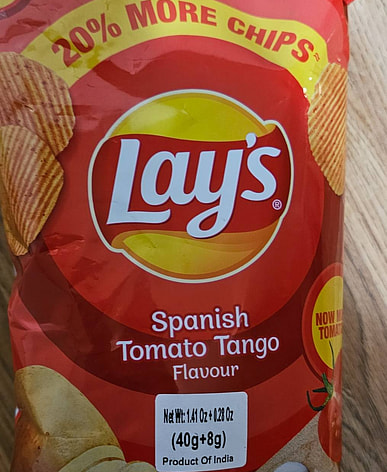 20% MORE CHIPS
Lay's
Spanish
Tomato Tango
Flavour
NOW
Net Wt: 1.41 Oz + 0.28 Oz
(40g+8g)
Product Of India